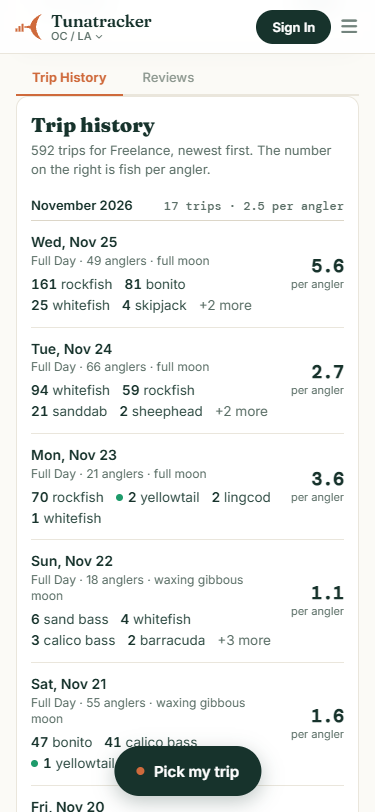 Tunatracker
OC / LA
Sign In
Trip History Reviews
Trip history
592 trips for Freelance, newest first. The number
on the right is fish per angler.
November 2026 17 trips · 2.5 per angler
Wed, Nov 25
Full Day · 49 anglers · full moon
161 rockfish 81 bonito
25 whitefish 4 skipjack +2 more
5.6
per angler
Tue, Nov 24
Full Day · 66 anglers · full moon
94 whitefish 59 rockfish
21 sanddab 2 sheephead +2 more
2.7
per angler
Mon, Nov 23
Full Day · 21 anglers · full moon
70 rockfish 2 yellowtail 2 lingcod
1 whitefish
3.6
per angler
Sun, Nov 22
Full Day · 18 anglers · waxing gibbous
moon
6 sand bass 4 whitefish
3 calico bass 2 barracuda +3 more
1.1
per angler
Sat, Nov 21
Full Day · 55 anglers · waxing gibbous
moon
47 bonito 41 calico bass
1 yellowtail
1.6
per angler
Pick my trip
Fri, Nov 20